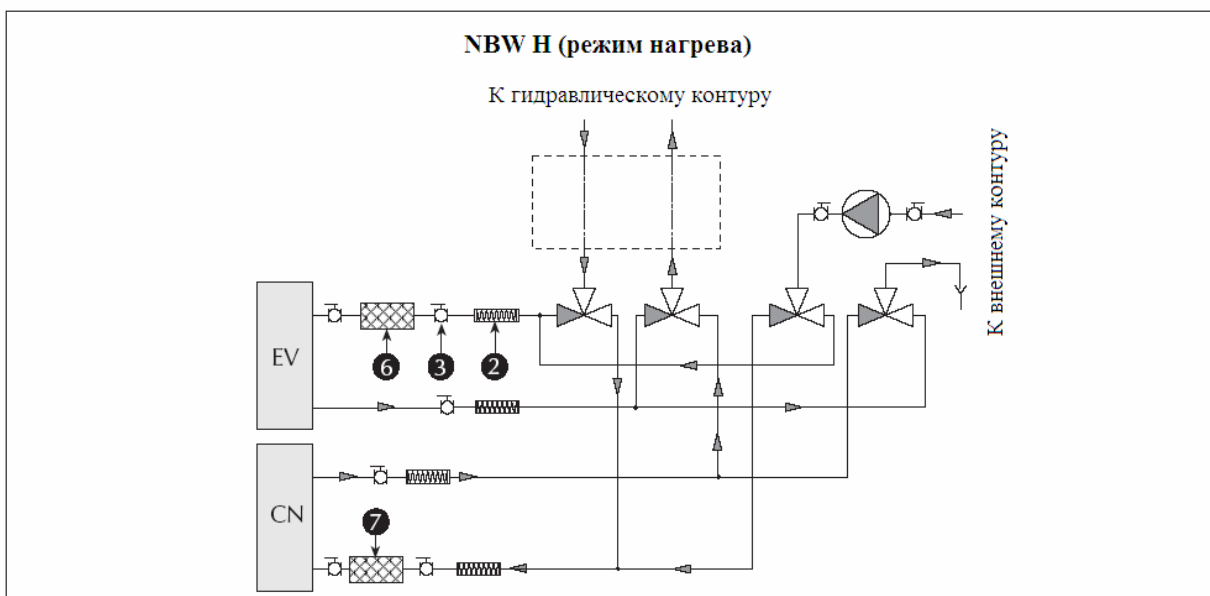 NBW H (режим нагрева)
К гидравлическому контуру
К внешнему контуру
EV
6
3
2
CN
7